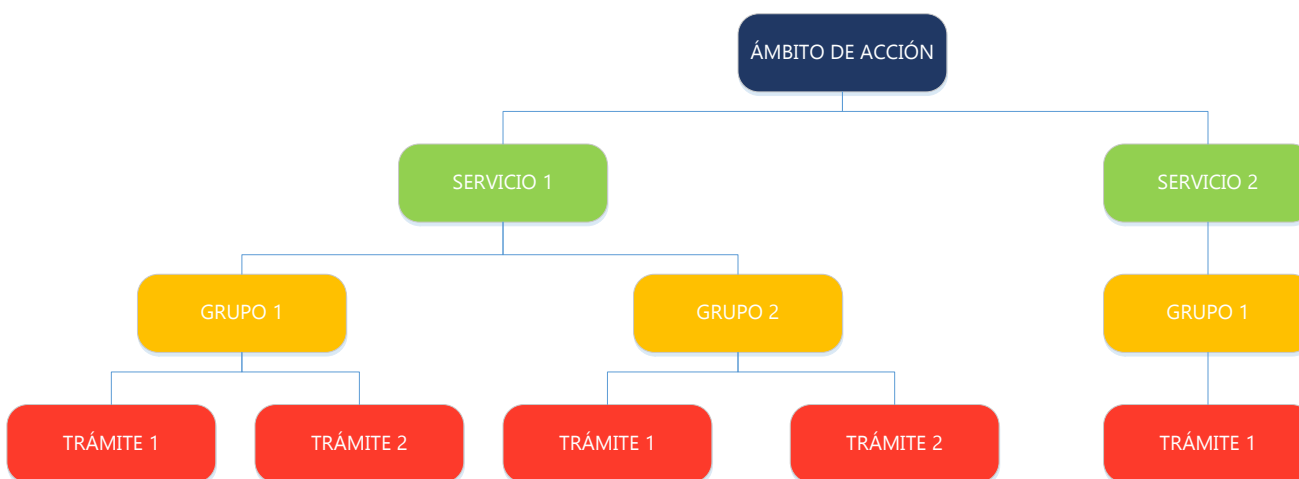 ÁMBITO DE ACCIÓN
SERVICIO 1
SERVICIO 2
GRUPO 1
GRUPO 2
GRUPO 1
TRÁMITE 1
TRÁMITE 2
TRÁMITE 1
TRÁMITE 2
TRÁMITE 1